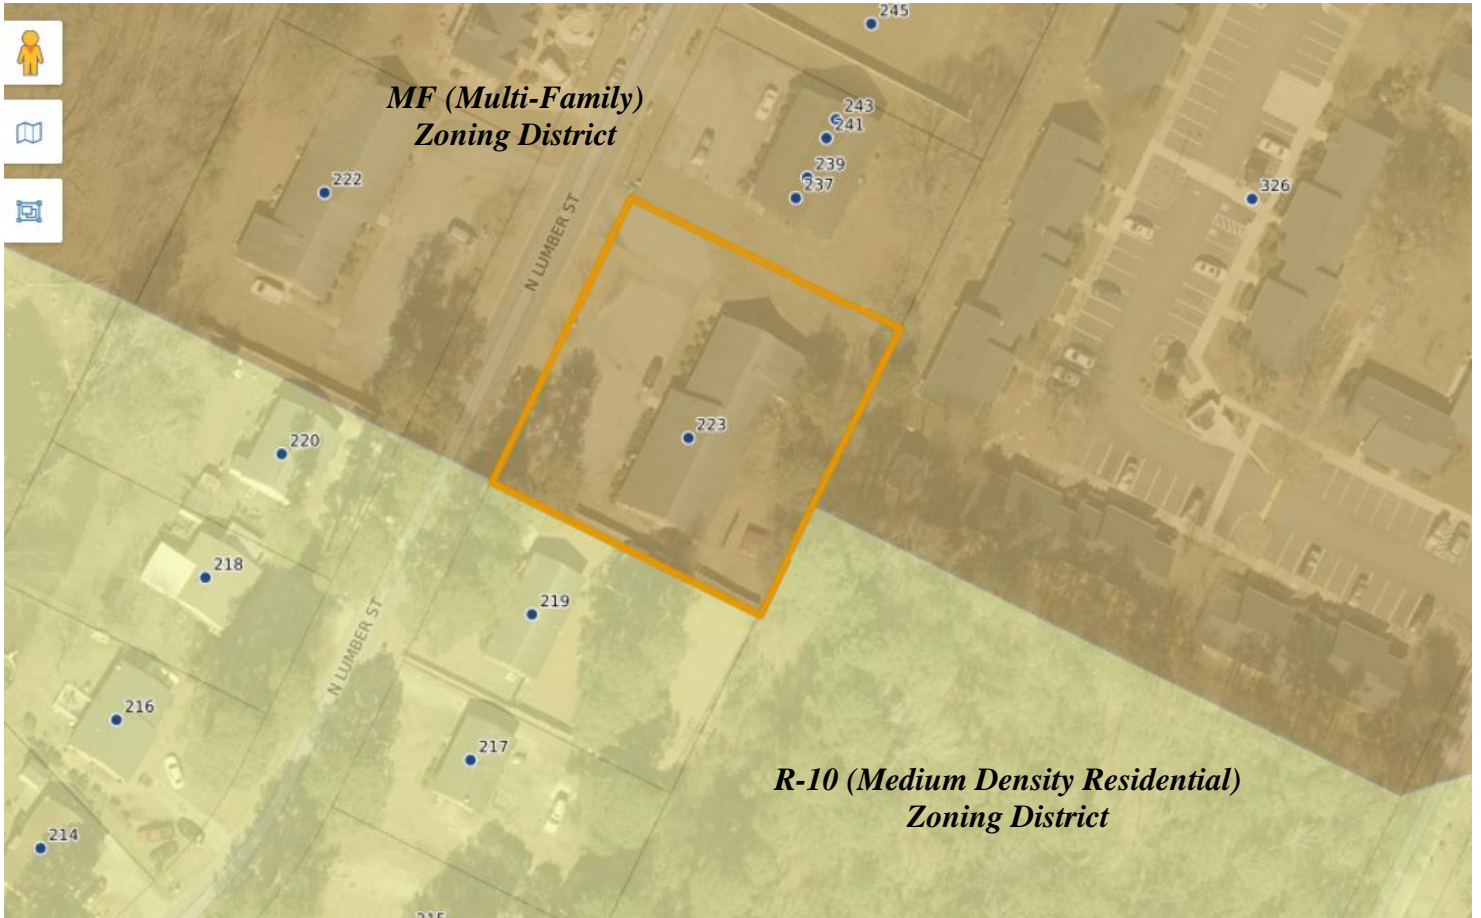 245
MF (Multi-Family)
Zoning District
243
241
239
237
222
326
N LUMBER ST
223
220
218
219
N LUMBER ST
216
217
R-10 (Medium Density Residential)
Zoning District
214
215